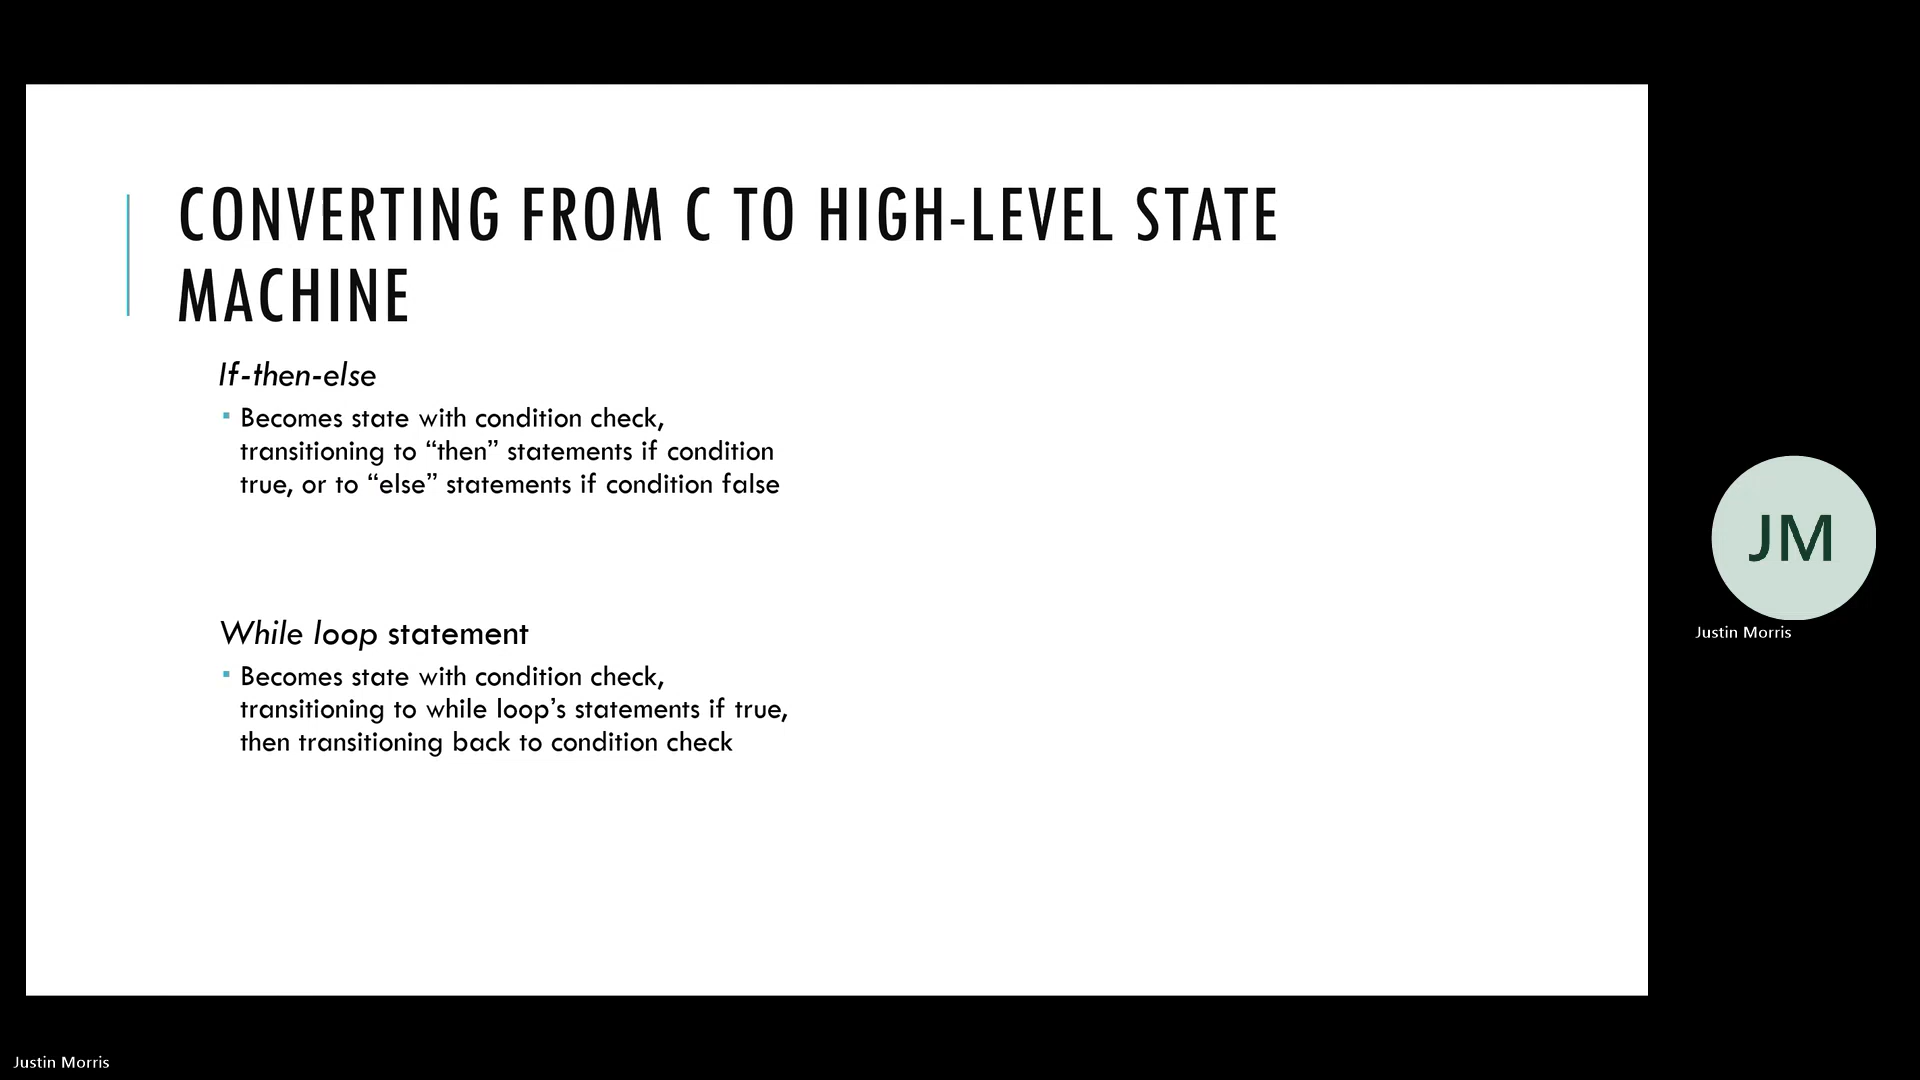 CONVERTING FROM C TO HIGH-LEVEL STATE
MACHINE
If-then-else
▪ Becomes state with condition check,
transitioning to “then” statements if condition
true, or to “else” statements if condition false
While loop statement
▪ Becomes state with condition check,
transitioning to while loop’s statements if true,
then transitioning back to condition check
JM
Justin Morris
Justin Morris